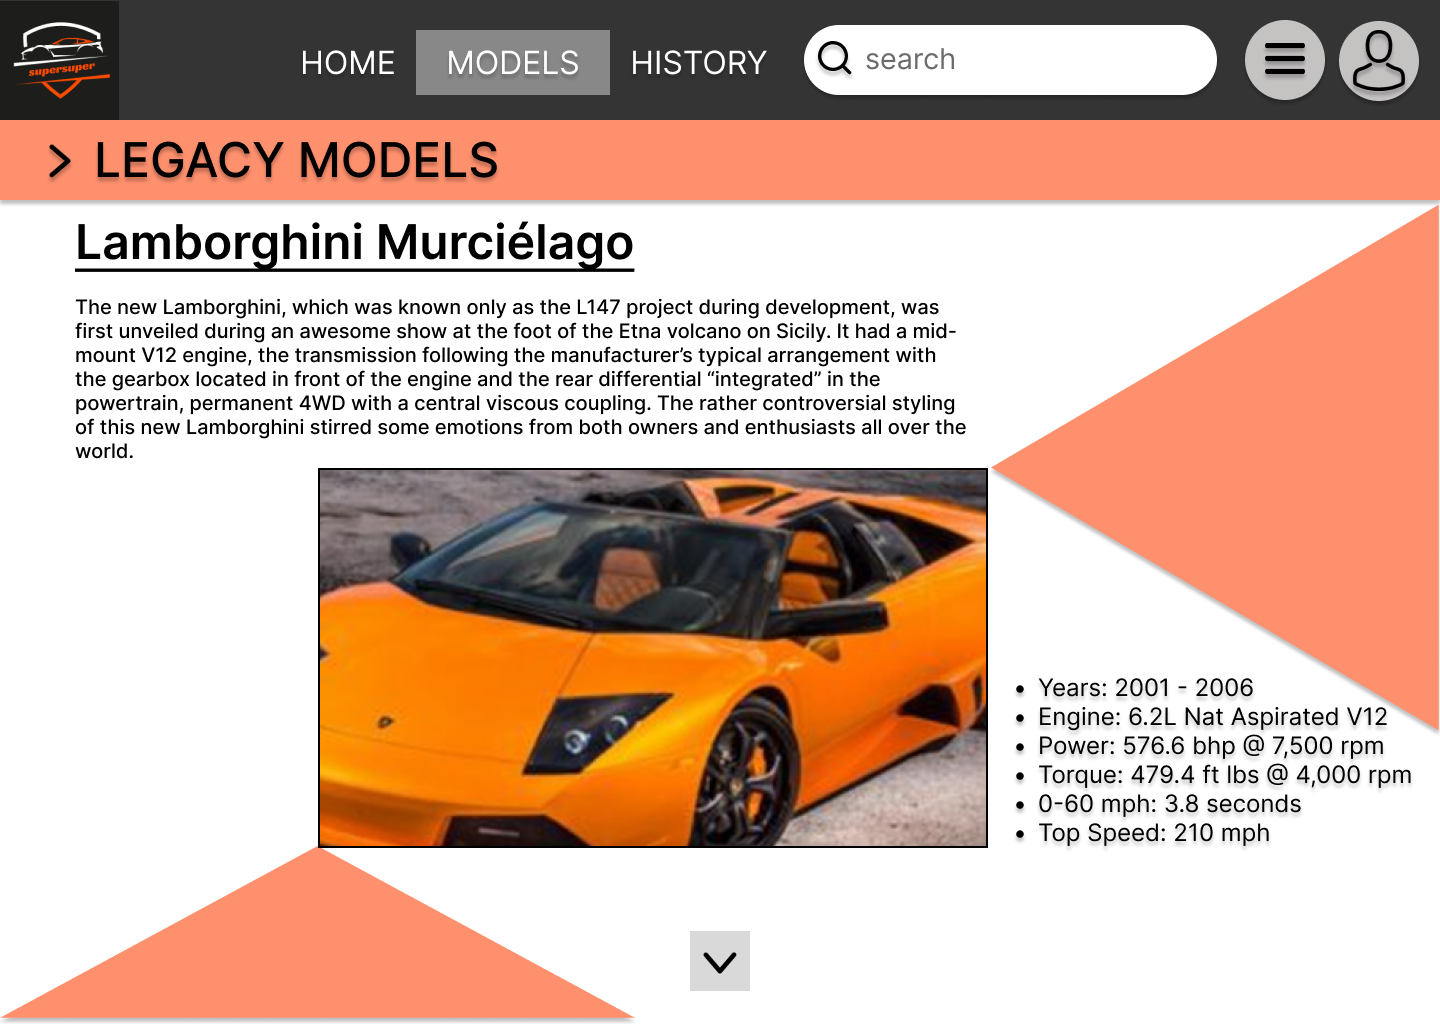 supersuper
HOME
MODELS
HISTORY
search
> LEGACY MODELS
Lamborghini Murciélago
The new Lamborghini, which was known only as the L147 project during development, was
first unveiled during an awesome show at the foot of the Etna volcano on Sicily. It had a mid-
mount V12 engine, the transmission following the manufacturer’s typical arrangement with
the gearbox located in front of the engine and the rear differential “integrated” in the
powertrain, permanent 4WD with a central viscous coupling. The rather controversial styling
of this new Lamborghini stirred some emotions from both owners and enthusiasts all over the
world.
• Years: 2001 - 2006
• Engine: 6.2L Nat Aspirated V12
• Power: 576.6 bhp @ 7,500 rpm
• Torque: 479.4 ft lbs @ 4,000 rpm
• 0-60 mph: 3.8 seconds
• Top Speed: 210 mph